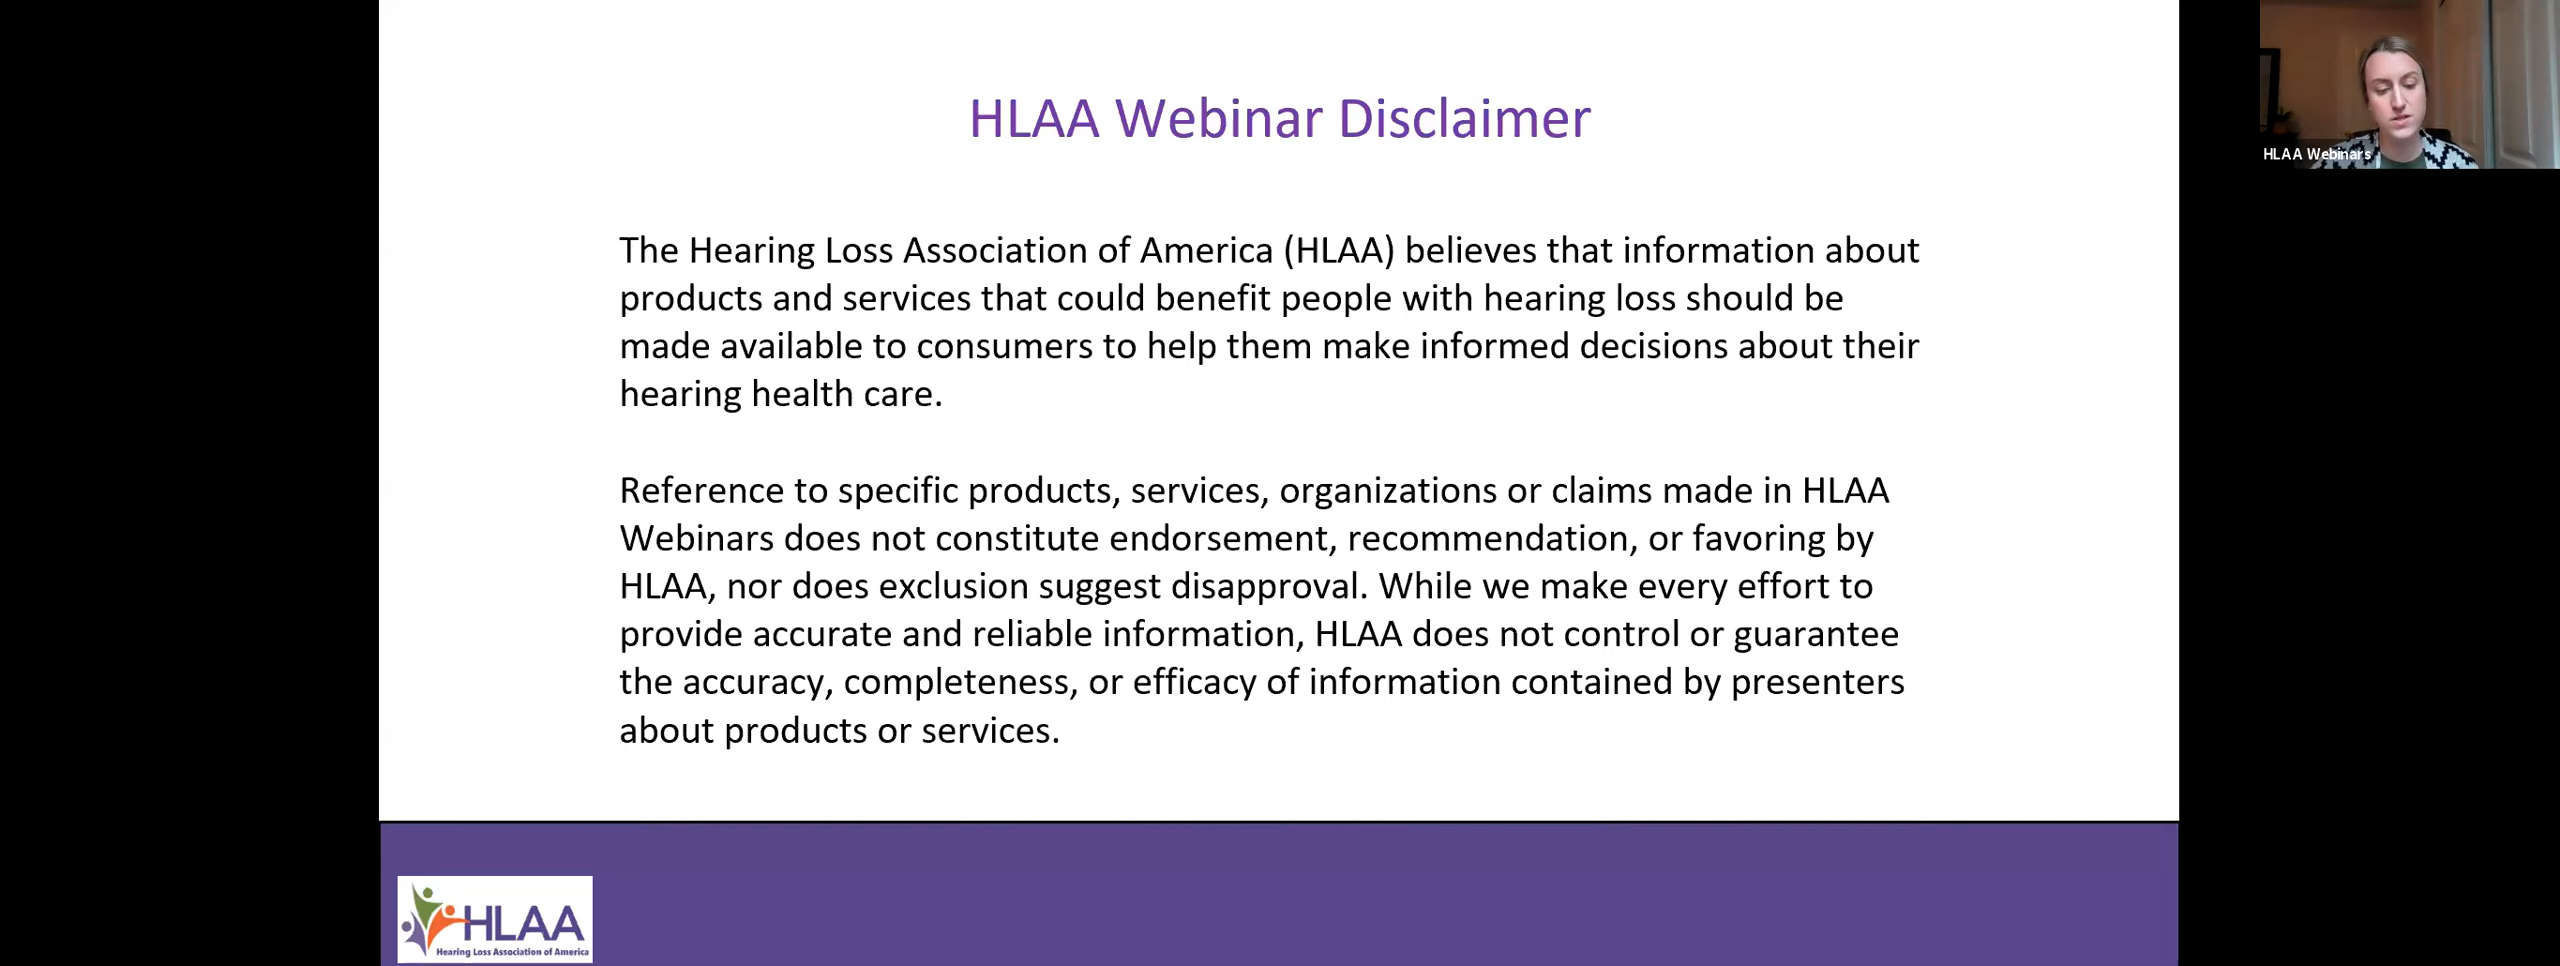 HLAA Webinar Disclaimer
HLAA Webinars
The Hearing Loss Association of America (HLAA) believes that information about
products and services that could benefit people with hearing loss should be
made available to consumers to help them make informed decisions about their
hearing health care.
Reference to specific products, services, organizations or claims made in HLAA
Webinars does not constitute endorsement, recommendation, or favoring by
HLAA, nor does exclusion suggest disapproval. While we make every effort to
provide accurate and reliable information, HLAA does not control or guarantee
the accuracy, completeness, or efficacy of information contained by presenters
about products or services.
HLAA
Hearing Loss Association of America